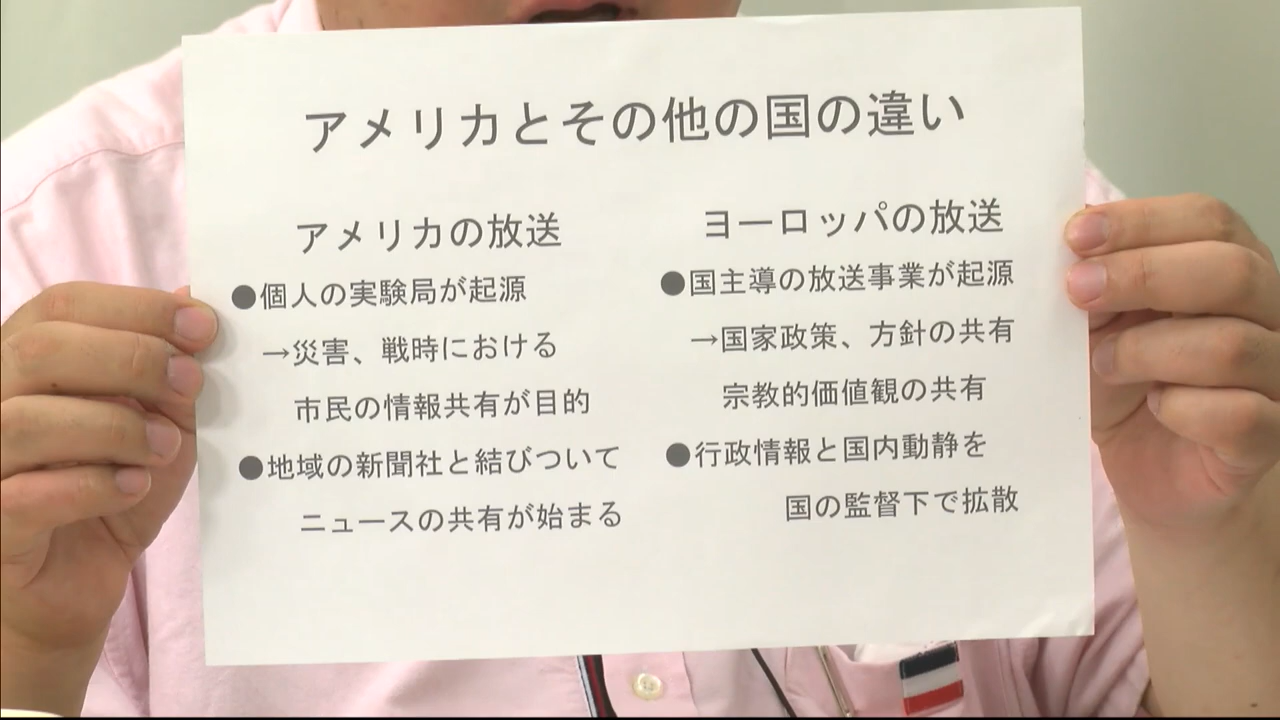 アメリカとその他の国の違い
アメリカの放送
●個人の実験局が起源
→災害、戦時における
市民の情報共有が目的
●地域の新聞社と結びついて
ニュースの共有が始まる
ヨーロッパの放送
●国主導の放送事業が起源
→国家政策、方針の共有
宗教的価値観の共有
●行政情報と国内動静を
国の監督下で拡散